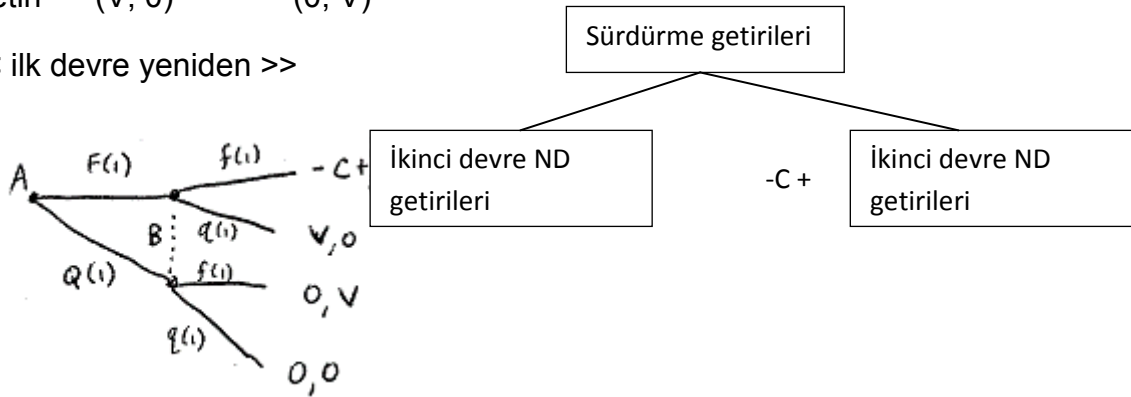 (V, 0) (0, V)
ilk devre yeniden >>
Sürdürme getirileri
A F(1) f(1) -C +
İkinci devre ND getirileri
-C +
İkinci devre ND getirileri
B q(1) V,0
Q(1) f(1) 0,V
q(1) 0,0